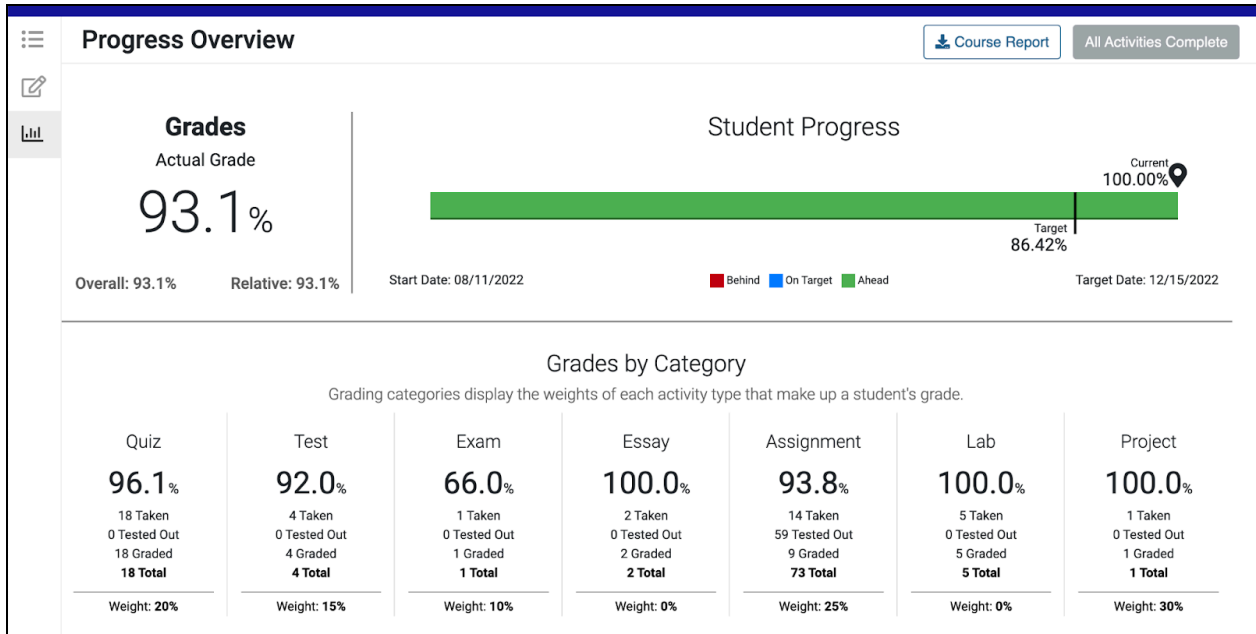 Progress Overview
Course Report
All Activities Complete
Grades
Actual Grade
93.1%
Overall: 93.1%
Relative: 93.1%
Student Progress
Current
100.00%
Target
86.42%
Start Date: 08/11/2022
Behind
On Target
Ahead
Target Date: 12/15/2022
Grades by Category
Grading categories display the weights of each activity type that make up a student's grade.
Quiz
96.1%
18 Taken
0 Tested Out
18 Graded
18 Total
Weight: 20%
Test
92.0%
4 Taken
0 Tested Out
4 Graded
4 Total
Weight: 15%
Exam
66.0%
1 Taken
0 Tested Out
1 Graded
1 Total
Weight: 10%
Essay
100.0%
2 Taken
0 Tested Out
2 Graded
2 Total
Weight: 0%
Assignment
93.8%
14 Taken
59 Tested Out
9 Graded
73 Total
Weight: 25%
Lab
100.0%
5 Taken
0 Tested Out
5 Graded
5 Total
Weight: 0%
Project
100.0%
1 Taken
0 Tested Out
1 Graded
1 Total
Weight: 30%